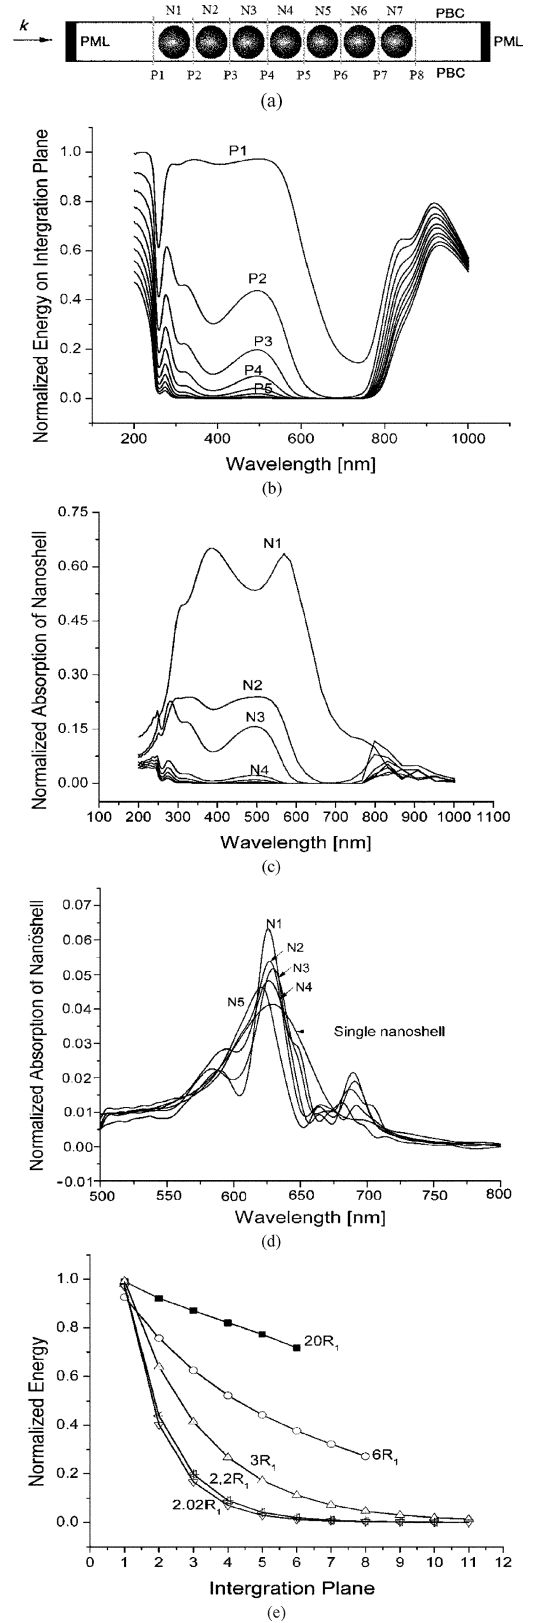 N1 N2 N3 N4 N5 N6 N7 PBC
k PML PML
P1 P2 P3 P4 P5 P6 P7 P8 PBC
(a)
Normalized Energy on Intergration Plane
1.0
0.8
0.6
0.4
0.2
0.0
P1
P2
P3
P4
P5
200 400 600 800 1000
Wavelength [nm]
(b)
Normalized Absorption of Nanoshell
0.75
0.60
0.45
0.30
0.15
0.00
N1
N2
N3
N4
100 200 300 400 500 600 700 800 900 1000 1100
Wavelength [nm]
(c)
Normalized Absorption of Nanoshell
0.07
0.06
0.05
0.04
0.03
0.02
0.01
0.00
-0.01
N1
N2
N3
N4
N5
Single nanoshell
500 550 600 650 700 750 800
Wavelength [nm]
(d)
Normalized Energy
1.0
0.8
0.6
0.4
0.2
0.0
20R1
6R1
3R1
2.2R1
2.02R1
0 1 2 3 4 5 6 7 8 9 10 11 12
Intergration Plane
(e)